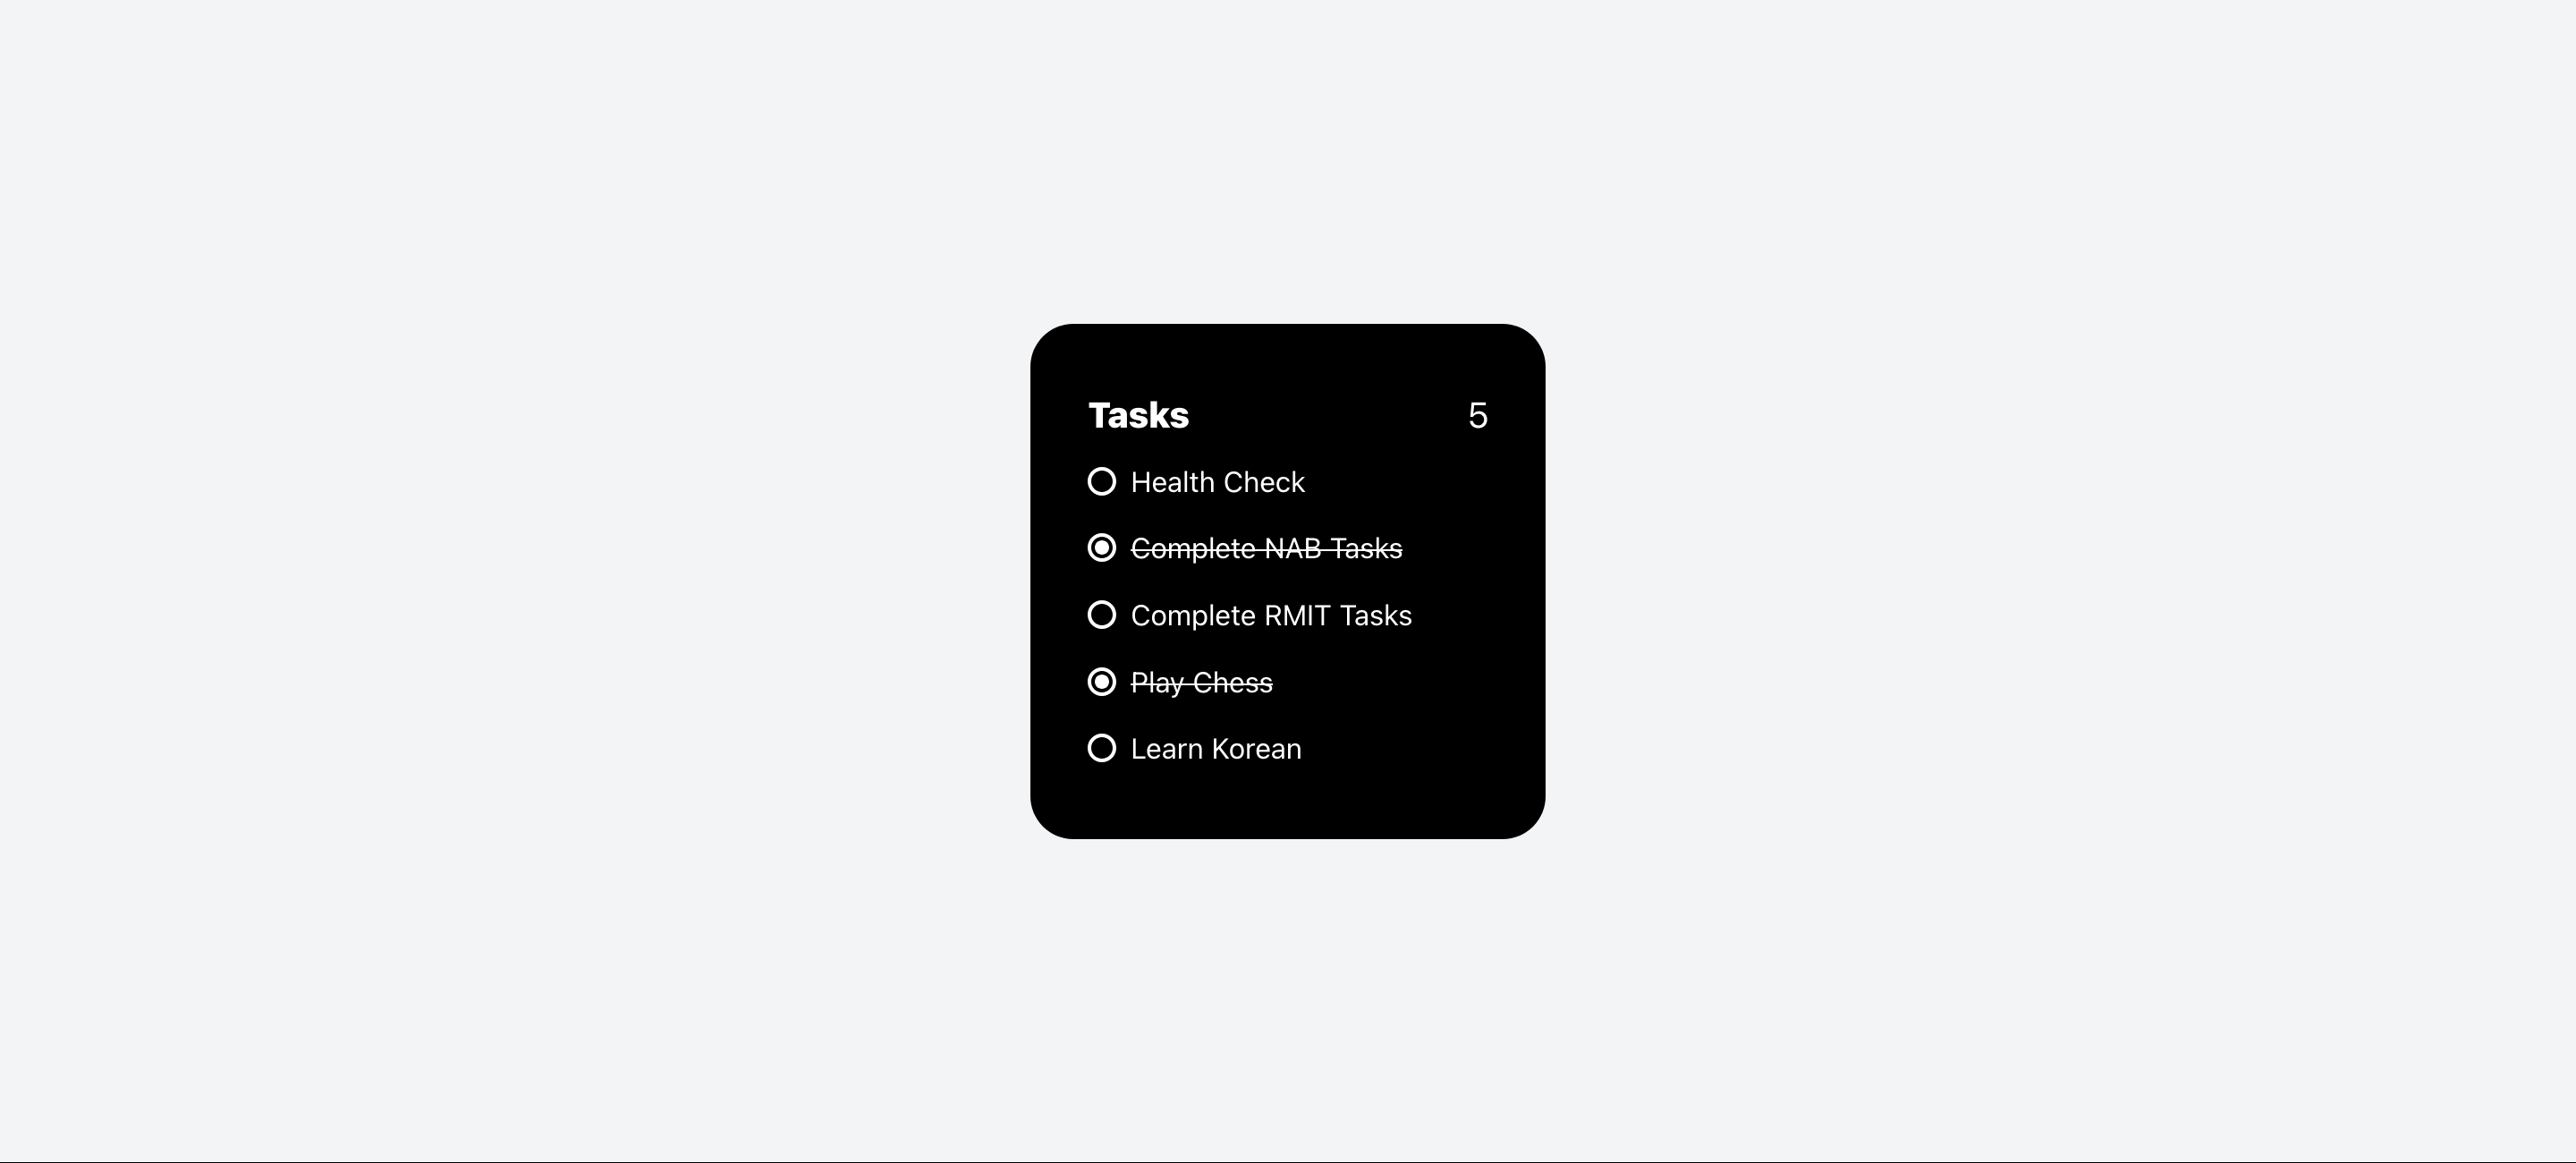 Tasks 5
Health Check
Complete NAB Tasks
Complete RMIT Tasks
Play Chess
Learn Korean